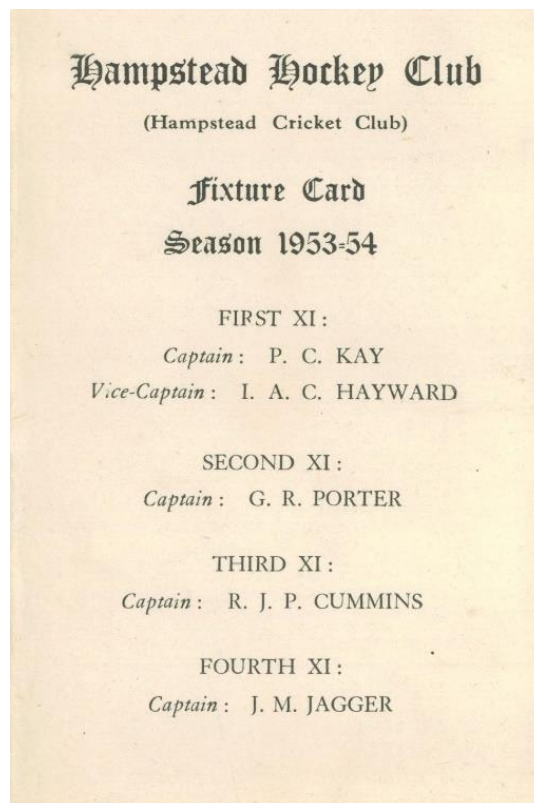 Hampstead Hockey Club
(Hampstead Cricket Club)
Fixture Card
Season 1953-54
FIRST XI :
Captain : P. C. KAY
Vice-Captain : I. A. C. HAYWARD
SECOND XI :
Captain : G. R. PORTER
THIRD XI :
Captain : R. J. P. CUMMINS
FOURTH XI :
Captain : J. M. JAGGER